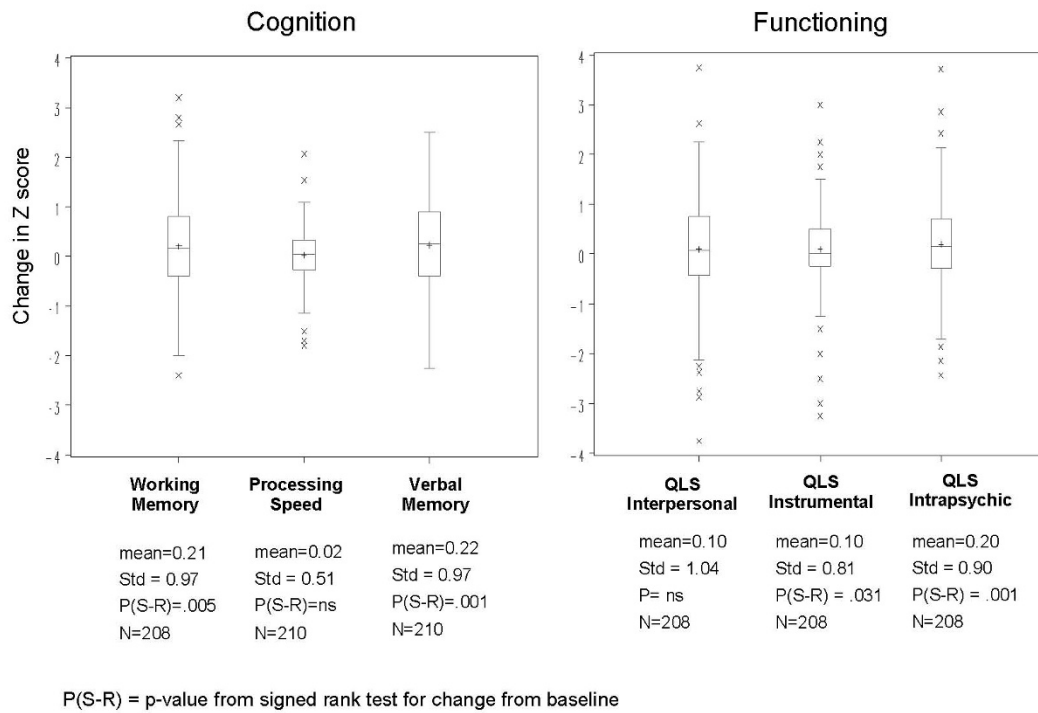 Cognition
Functioning
Change in Z score
4
3
2
1
0
-1
-2
-3
-4
4
3
2
1
0
-1
-2
-3
-4
Working
Memory
mean=0.21
Std = 0.97
P(S-R)=.005
N=208
Processing
Speed
mean=0.02
Std = 0.51
P(S-R)=ns
N=210
Verbal
Memory
mean=0.22
Std = 0.97
P(S-R)=.001
N=210
QLS
Interpersonal
mean=0.10
Std = 1.04
P= ns
N=208
QLS
Instrumental
mean=0.10
Std = 0.81
P(S-R) = .031
N=208
QLS
Intrapsychic
mean=0.20
Std = 0.90
P(S-R) = .001
N=208
P(S-R) = p-value from signed rank test for change from baseline